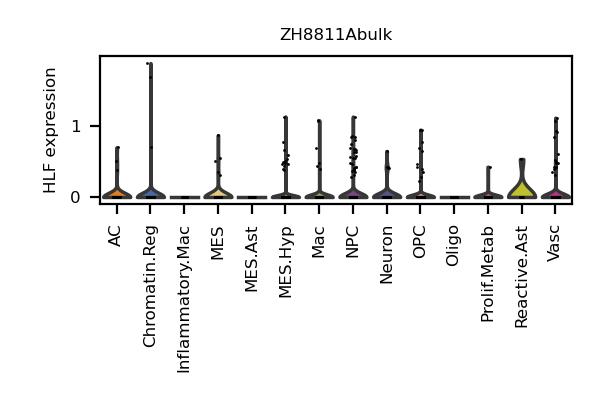 ZH8811Abulk
HLF expression
1
0
AC
Chromatin.Reg
Inflammatory.Mac
MES
MES.Ast
MES.Hyp
Mac
NPC
Neuron
OPC
Oligo
Prolif.Metab
Reactive.Ast
Vasc